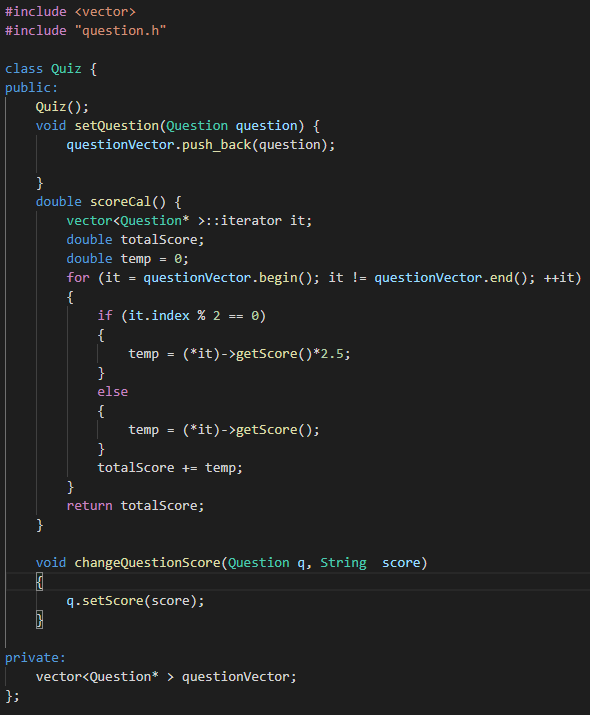 #include <vector>
#include "question.h"
class Quiz {
public:
Quiz();
void setQuestion(Question question) {
questionVector.push_back(question);
}
double scoreCal() {
vector<Question* >::iterator it;
double totalScore;
double temp = 0;
for (it = questionVector.begin(); it != questionVector.end(); ++it)
{
if (it.index % 2 == 0)
{
temp = (*it)->getScore()*2.5;
}
else
{
temp = (*it)->getScore();
}
totalScore += temp;
}
return totalScore;
}
void changeQuestionScore(Question q, String  score)
{
q.setScore(score);
}
private:
vector<Question* > questionVector;
};